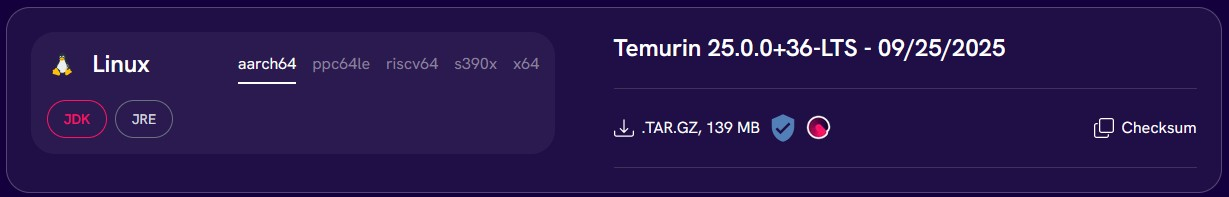 Linux
aarch64 ppc64le riscv64 s390x x64
JDK JRE
Temurin 25.0.0+36-LTS - 09/25/2025
.TAR.GZ, 139 MB
Checksum